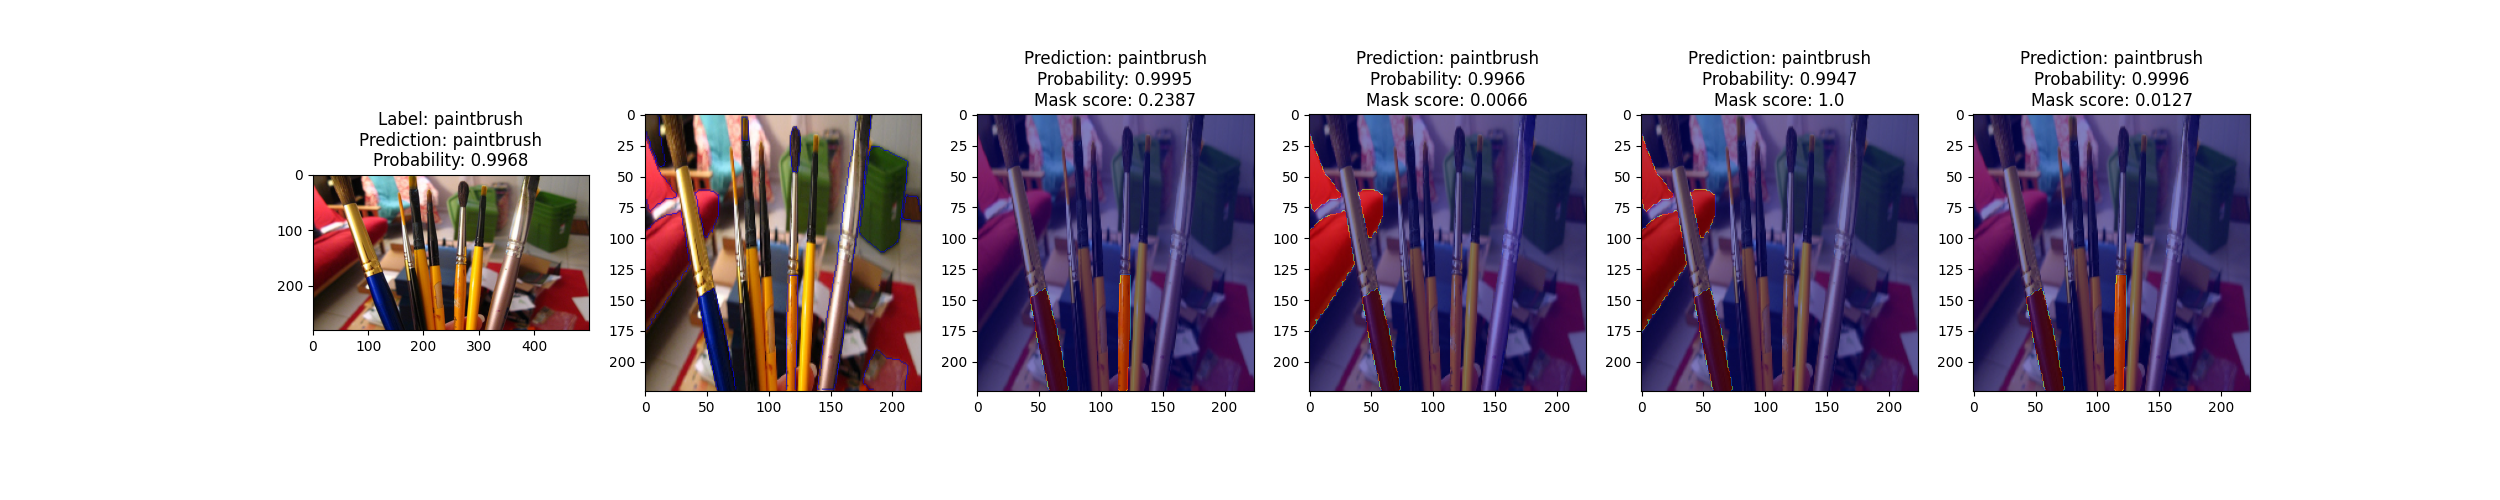 Label: paintbrush
Prediction: paintbrush
Probability: 0.9968
0
100
200
0 100 200 300 400
0
25
50
75
100
125
150
175
200
0 50 100 150 200
Prediction: paintbrush
Probability: 0.9995
Mask score: 0.2387
0
25
50
75
100
125
150
175
200
0 50 100 150 200
Prediction: paintbrush
Probability: 0.9966
Mask score: 0.0066
0
25
50
75
100
125
150
175
200
0 50 100 150 200
Prediction: paintbrush
Probability: 0.9947
Mask score: 1.0
0
25
50
75
100
125
150
175
200
0 50 100 150 200
Prediction: paintbrush
Probability: 0.9996
Mask score: 0.0127
0
25
50
75
100
125
150
175
200
0 50 100 150 200